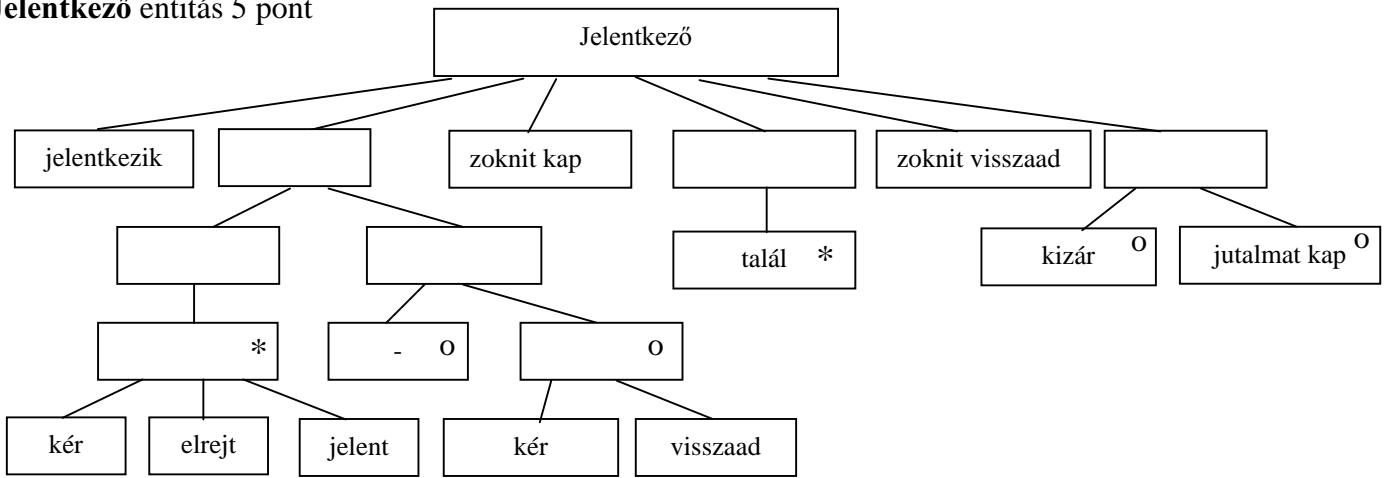 Jelentkező entitás 5 pont
Jelentkező
jelentkezik
zoknit kap
zoknit visszaad
talál *
kizár o
jutalmat kap o
*
- o
o
kér
elrejt
jelent
kér
visszaad